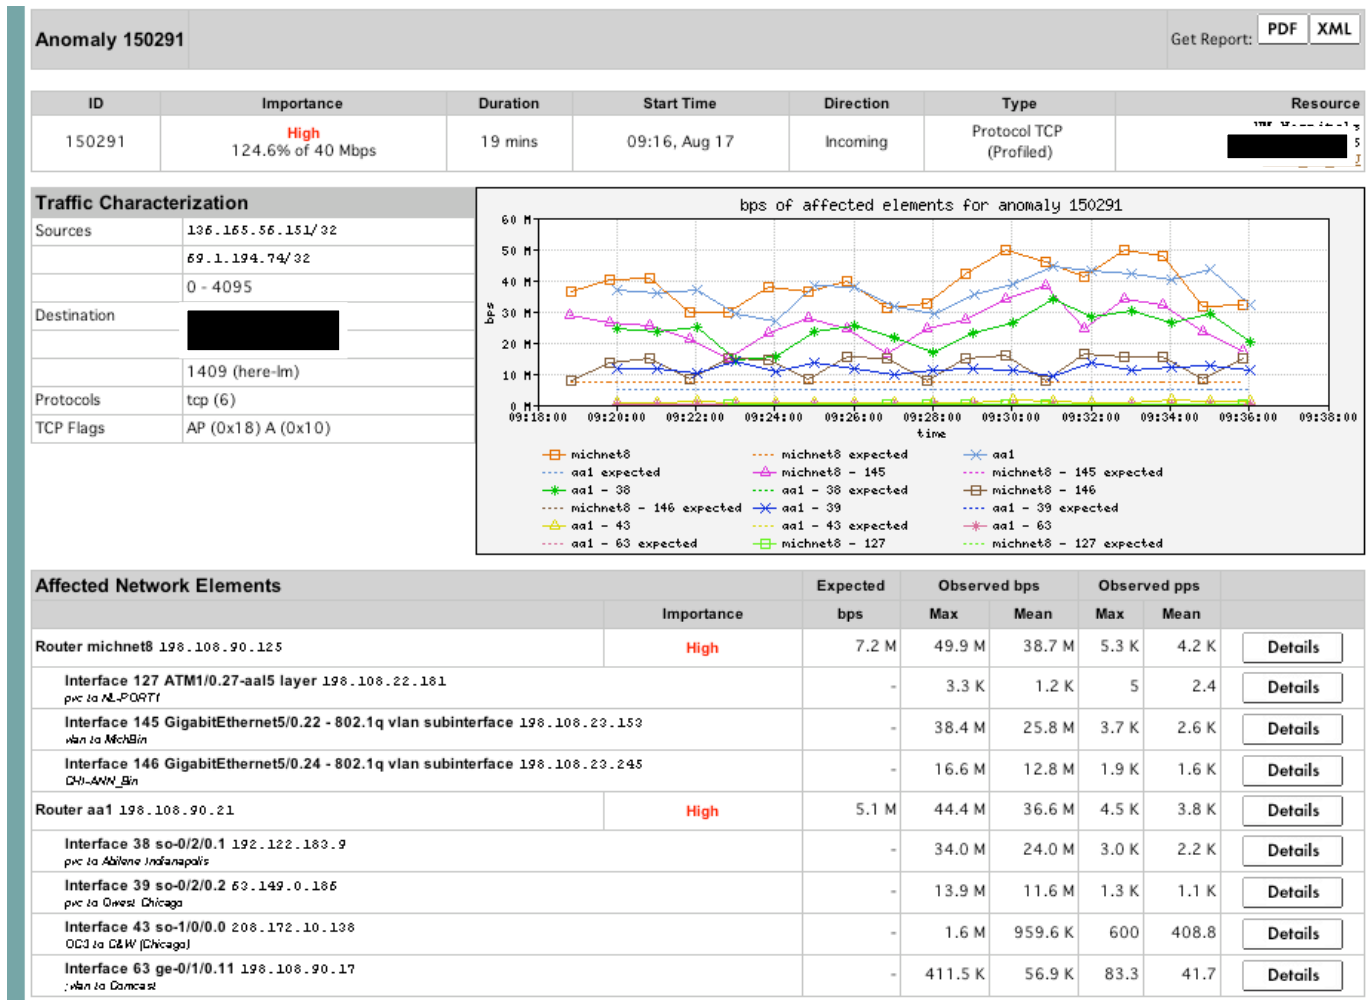 Anomaly 150291
Get Report: PDF XML
ID Importance Duration Start Time Direction Type Resource
150291 High 124.6% of 40 Mbps 19 mins 09:16, Aug 17 Incoming Protocol TCP (Profiled)
Traffic Characterization
Sources 136.165.56.151/32
69.1.194.74/32
0 - 4095
Destination
1409 (here-lm)
Protocols tcp (6)
TCP Flags AP (0x18) A (0x10)
bps of affected elements for anomaly 150291
60 M
50 M
40 M
30 M
20 M
10 M
0 M
bps
09:18:00 09:20:00 09:22:00 09:24:00 09:26:00 09:28:00 09:30:00 09:32:00 09:34:00 09:36:00 09:38:00
time
michnet8 michnet8 expected aa1
aa1 expected michnet8 - 145 michnet8 - 145 expected
aa1 - 38 aa1 - 38 expected michnet8 - 146
michnet8 - 146 expected aa1 - 39 aa1 - 39 expected
aa1 - 43 aa1 - 43 expected aa1 - 63
aa1 - 63 expected michnet8 - 127 michnet8 - 127 expected
Affected Network Elements Expected Observed bps Observed pps
Importance bps Max Mean Max Mean
Router michnet8 198.108.90.125 High 7.2 M 49.9 M 38.7 M 5.3 K 4.2 K Details
Interface 127 ATM1/0.27-aal5 layer 198.108.22.181 - 3.3 K 1.2 K 5 2.4 Details
pvc to NL-PORT1
Interface 145 GigabitEthernet5/0.22 - 802.1q vlan subinterface 198.108.23.153 - 38.4 M 25.8 M 3.7 K 2.6 K Details
vlan to MichBin
Interface 146 GigabitEthernet5/0.24 - 802.1q vlan subinterface 198.108.23.245 - 16.6 M 12.8 M 1.9 K 1.6 K Details
CHI-ANN_Bin
Router aa1 198.108.90.21 High 5.1 M 44.4 M 36.6 M 4.5 K 3.8 K Details
Interface 38 so-0/2/0.1 192.122.183.9 - 34.0 M 24.0 M 3.0 K 2.2 K Details
pvc to Abilene Indianapolis
Interface 39 so-0/2/0.2 63.149.0.186 - 13.9 M 11.6 M 1.3 K 1.1 K Details
pvc to Qwest Chicago
Interface 43 so-1/0/0.0 208.172.10.138 - 1.6 M 959.6 K 600 408.8 Details
OC3 to C&W (Chicago)
Interface 63 ge-0/1/0.11 198.108.90.17 - 411.5 K 56.9 K 83.3 41.7 Details
vlan to Comcast